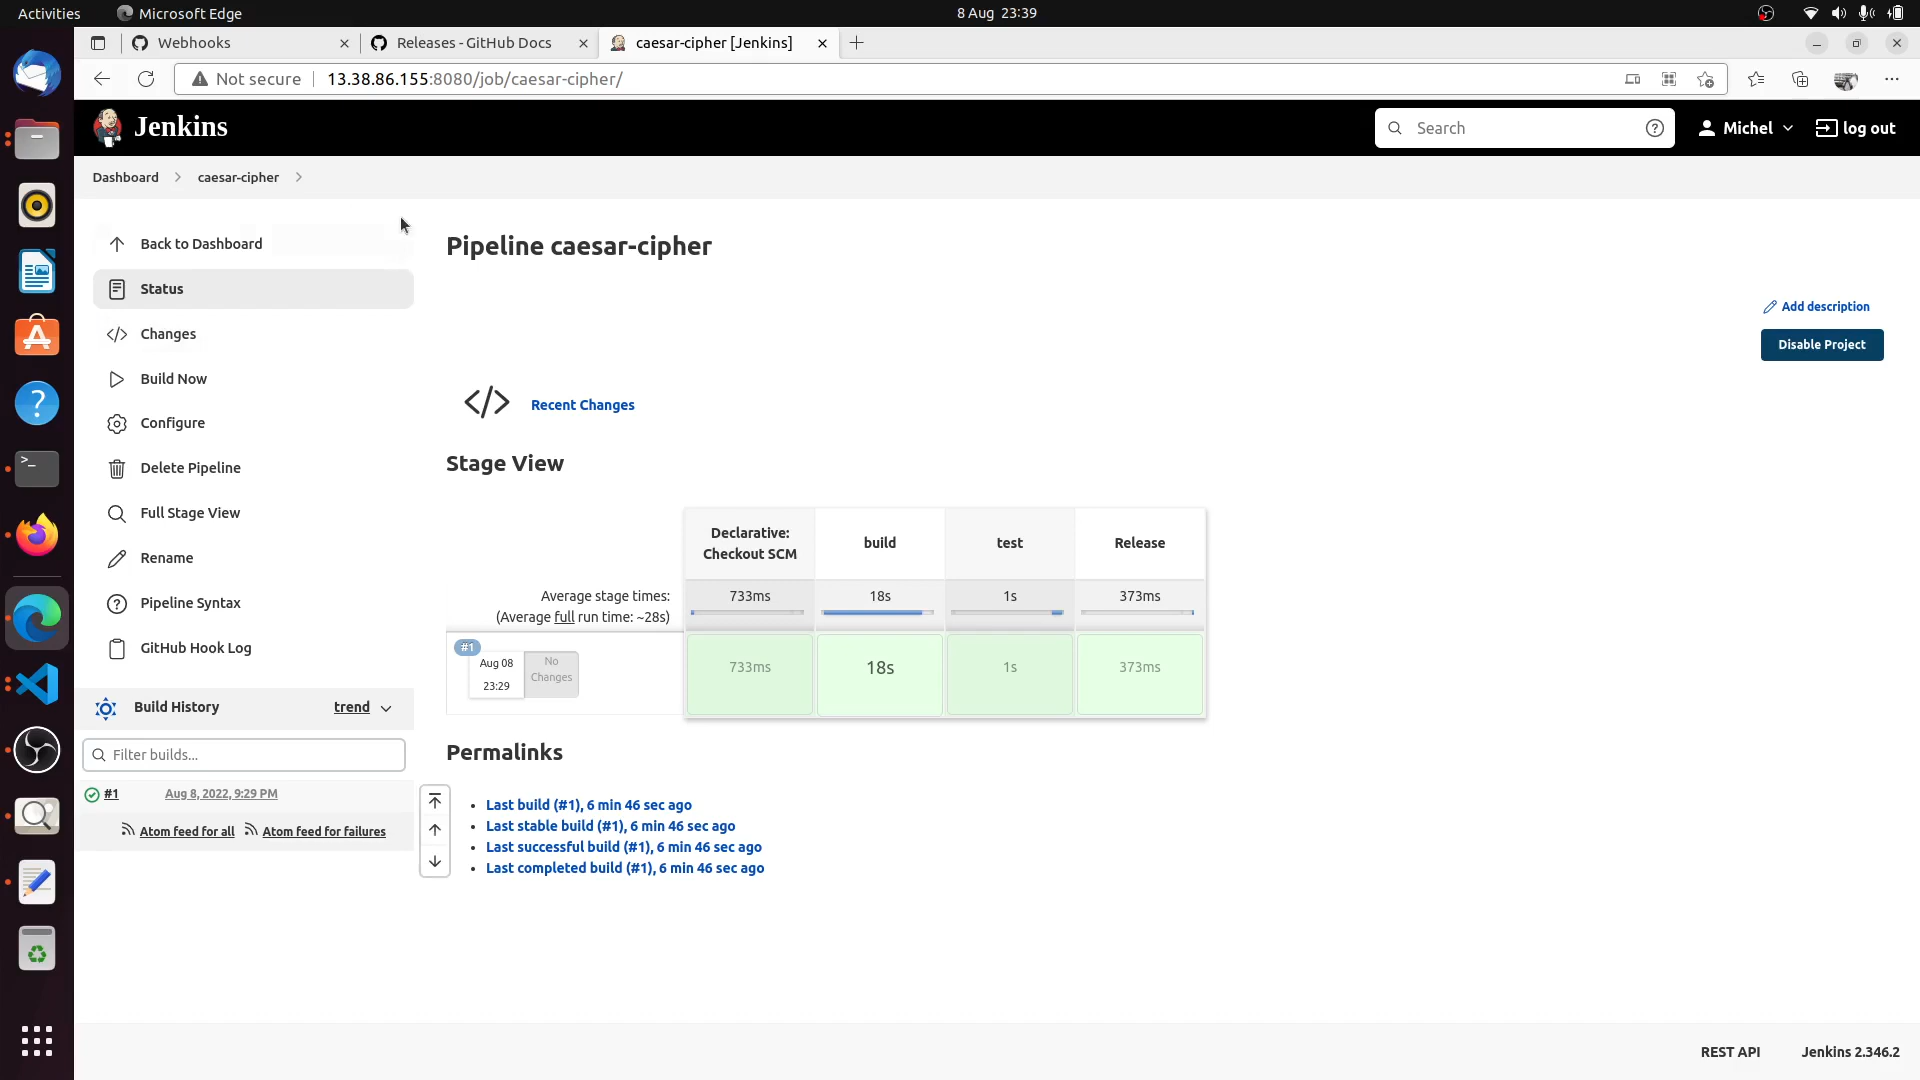 Activities
Microsoft Edge
8 Aug 23:39
Webhooks
Releases - GitHub Docs
caesar-cipher [Jenkins]
Not secure
13.38.86.155:8080/job/caesar-cipher/
Jenkins
Search
Michel
log out
Dashboard
caesar-cipher
Back to Dashboard
Status
Changes
Build Now
Configure
Delete Pipeline
Full Stage View
Rename
Pipeline Syntax
GitHub Hook Log
Build History
trend
Filter builds...
#1
Aug 8, 2022, 9:29 PM
Atom feed for all
Atom feed for failures
Pipeline caesar-cipher
Add description
Disable Project
Recent Changes
Stage View
Declarative:
Checkout SCM
build
test
Release
Average stage times:
(Average full run time: ~28s)
733ms
18s
1s
373ms
#1
Aug 08
23:29
No
Changes
733ms
18s
1s
373ms
Permalinks
Last build (#1), 6 min 46 sec ago
Last stable build (#1), 6 min 46 sec ago
Last successful build (#1), 6 min 46 sec ago
Last completed build (#1), 6 min 46 sec ago
REST API
Jenkins 2.346.2